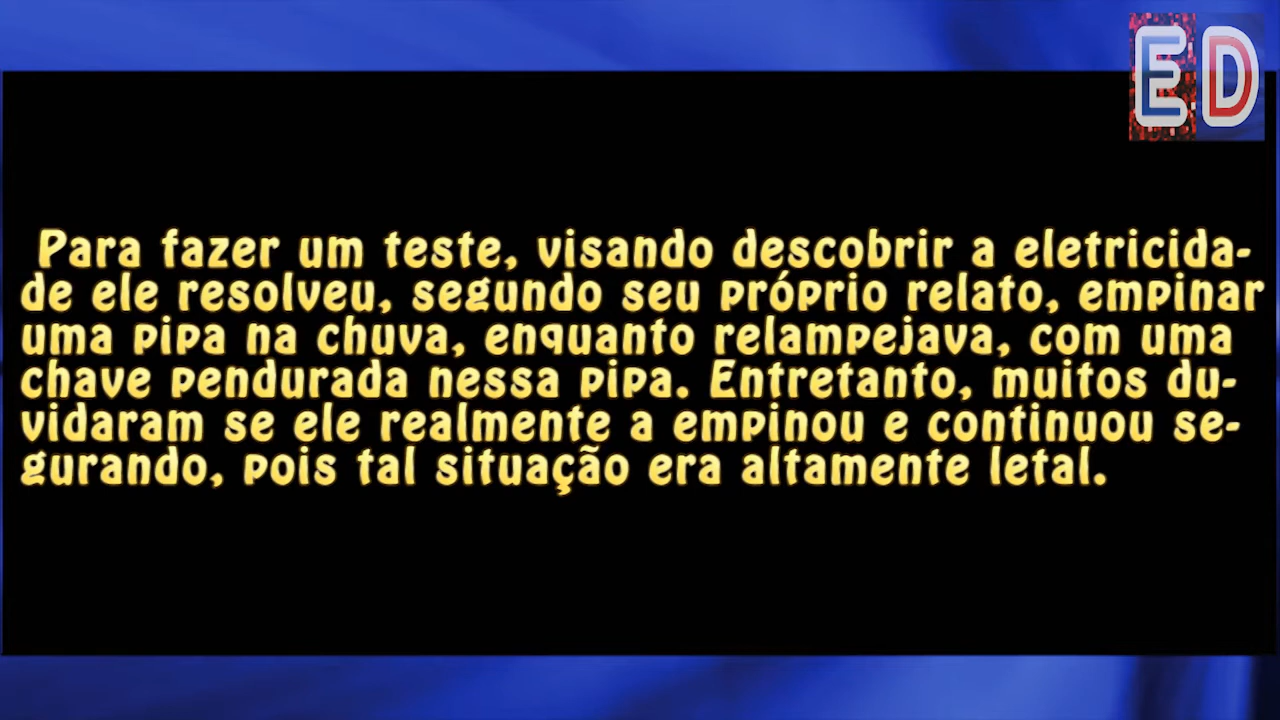 ED
Para fazer um teste, visando descobrir a eletricida-
de ele resolveu, segundo seu próprio relato, empinar
uma pipa na chuva, enquanto relampejava, com uma
chave pendurada nessa pipa. Entretanto, muitos du-
vidaram se ele realmente a empinou e continuou se-
gurando, pois tal situação era altamente letal.